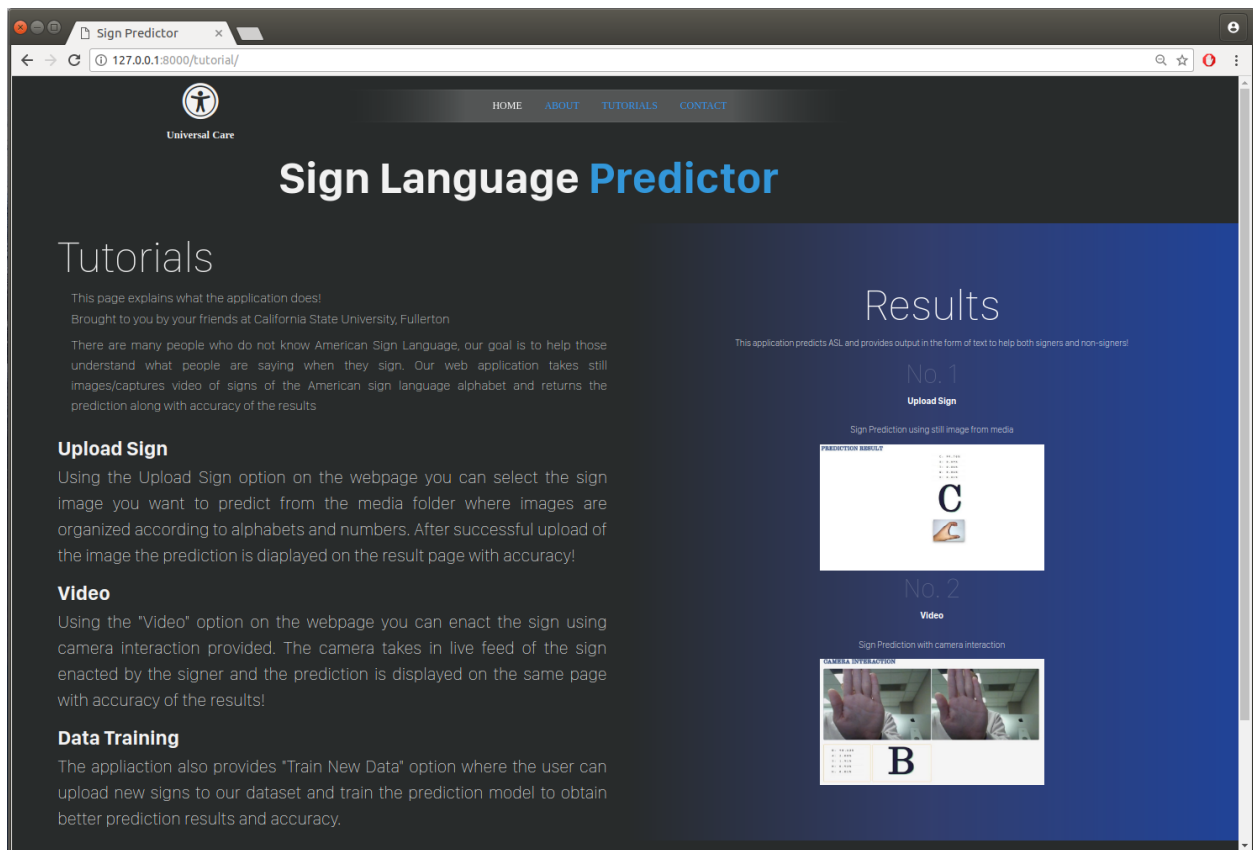 Sign Predictor
127.0.0.1:8000/tutorial/
Universal Care
HOME ABOUT TUTORIALS CONTACT
Sign Language Predictor
Tutorials
This page explains what the application does!
Brought to you by your friends at California State University, Fullerton
There are many people who do not know American Sign Language, our goal is to help those
understand what people are saying when they sign. Our web application takes still
images/captures video of signs of the American sign language alphabet and returns the
prediction along with accuracy of the results
Upload Sign
Using the Upload Sign option on the webpage you can select the sign
image you want to predict from the media folder where images are
organized according to alphabets and numbers. After successful upload of
the image the prediction is diaplayed on the result page with accuracy!
Video
Using the "Video" option on the webpage you can enact the sign using
camera interaction provided. The camera takes in live feed of the sign
enacted by the signer and the prediction is displayed on the same page
with accuracy of the results!
Data Training
The appliaction also provides "Train New Data" option where the user can
upload new signs to our dataset and train the prediction model to obtain
better prediction results and accuracy.
Results
This application predicts ASL and provides output in the form of text to help both signers and non-signers!
No. 1
Upload Sign
Sign Prediction using still image from media
PREDICTION RESULT
C
No. 2
Video
Sign Prediction with camera interaction
CAMERA INTERACTION
B